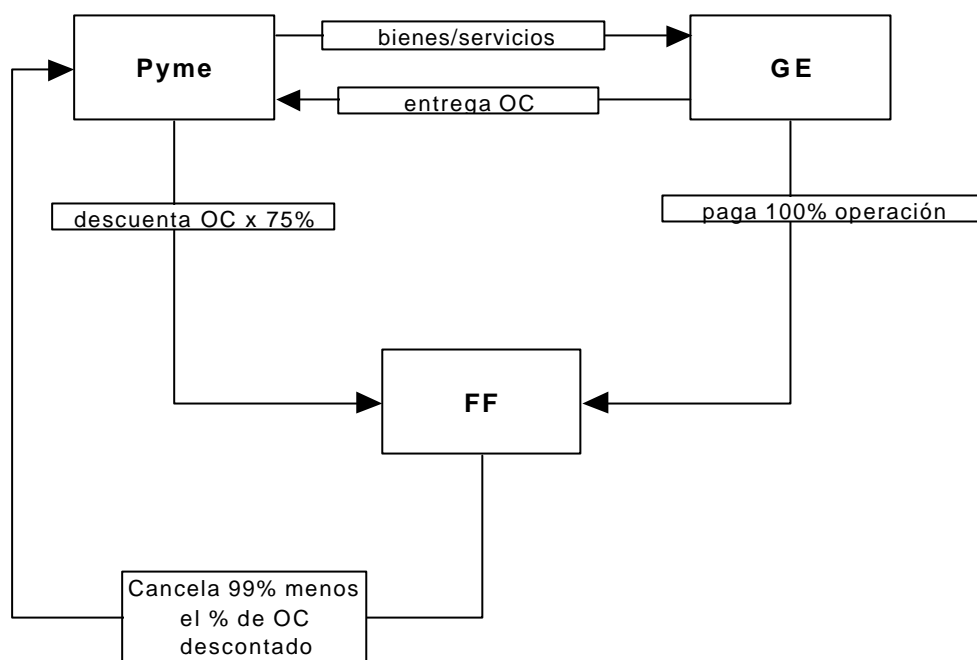 bienes/servicios
Pyme
GE
entrega OC
descuenta OC x 75%
paga 100% operación
FF
Cancela 99% menos
el % de OC
descontado